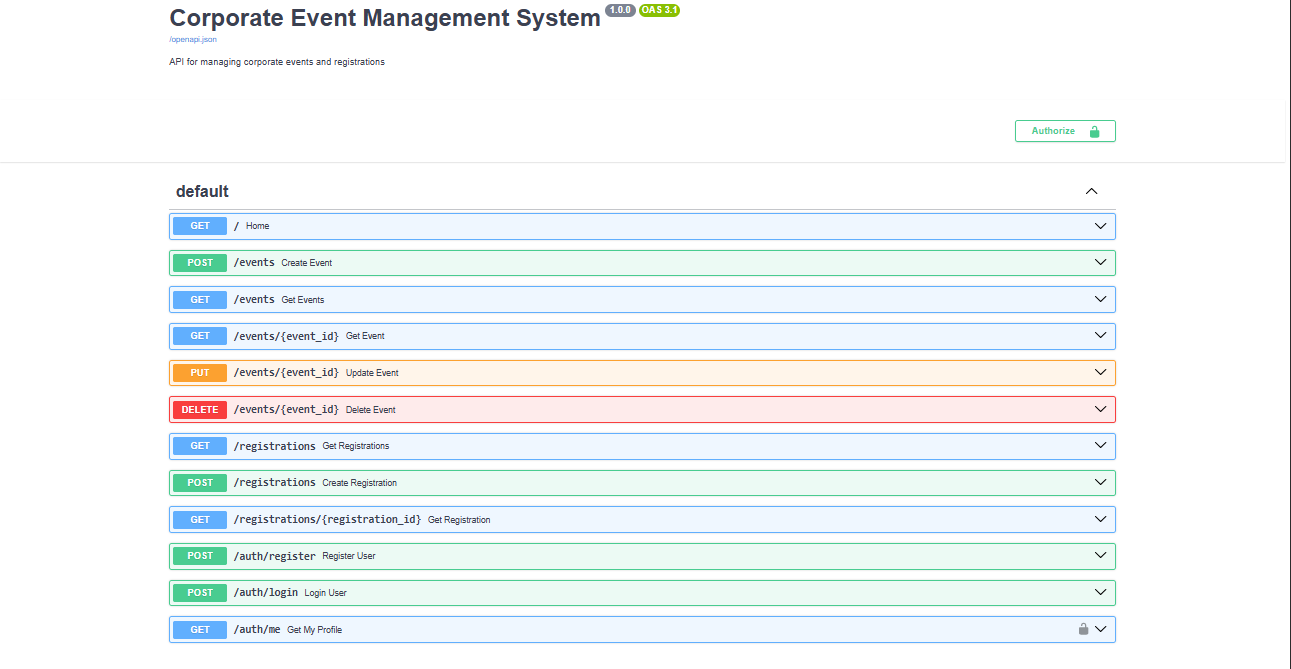 Corporate Event Management System 1.0.0 OAS 3.1
/openapi.json
API for managing corporate events and registrations
Authorize
default
GET / Home
POST /events Create Event
GET /events Get Events
GET /events/{event_id} Get Event
PUT /events/{event_id} Update Event
DELETE /events/{event_id} Delete Event
GET /registrations Get Registrations
POST /registrations Create Registration
GET /registrations/{registration_id} Get Registration
POST /auth/register Register User
POST /auth/login Login User
GET /auth/me Get My Profile